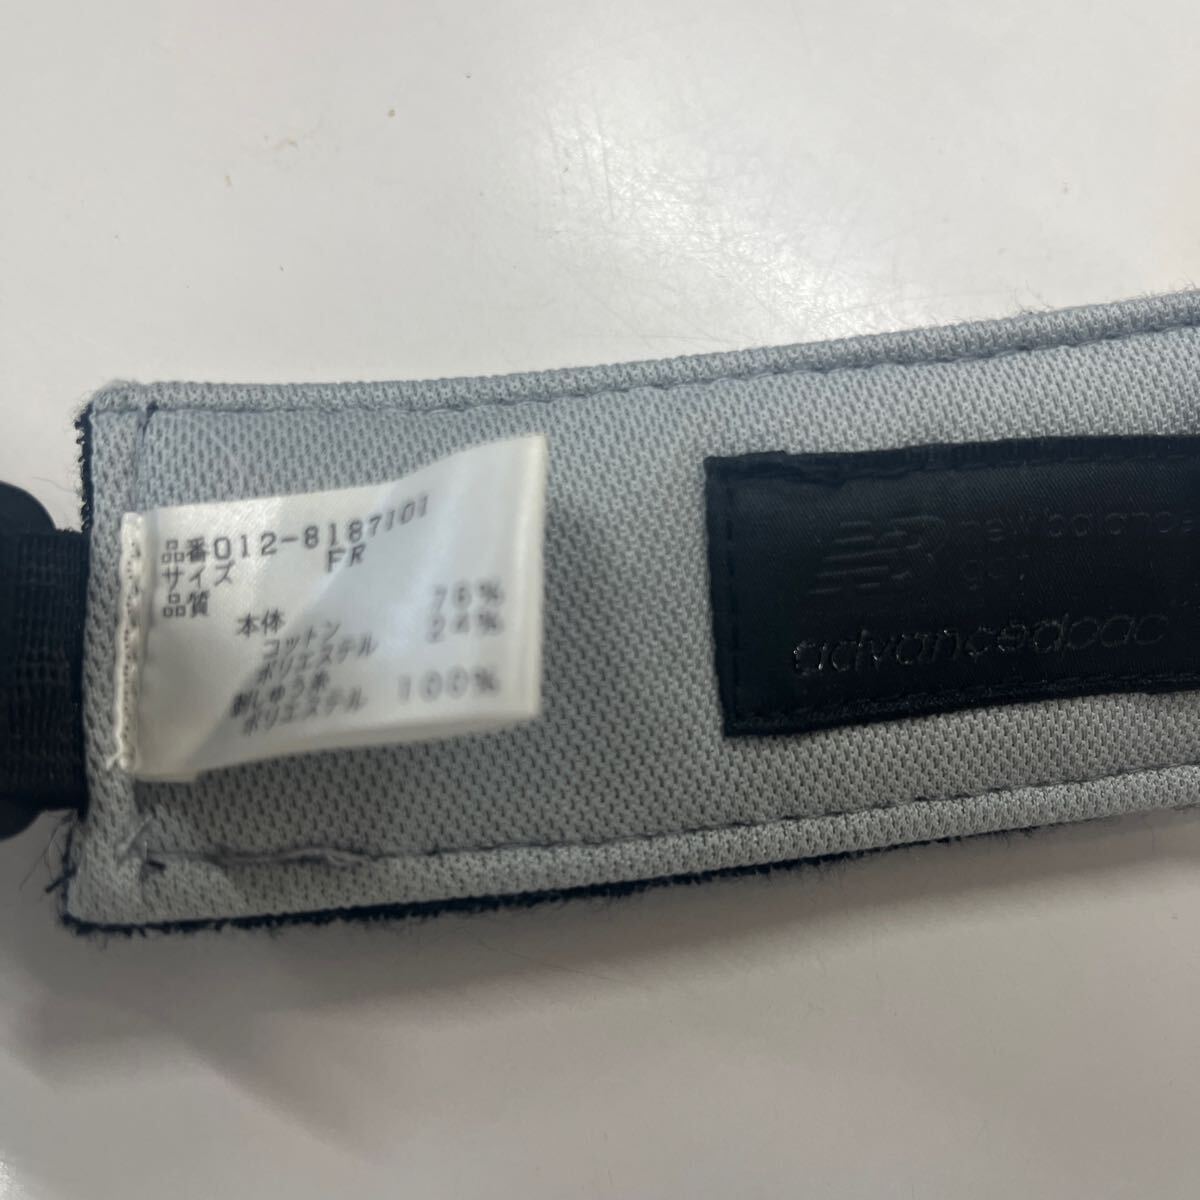 品番012-8187101
サイズ FR
品質
本体
コットン 76%
ポリエステル 24%
刺しゅう糸
ポリエステル 100%
new balance
golf
advancedpac